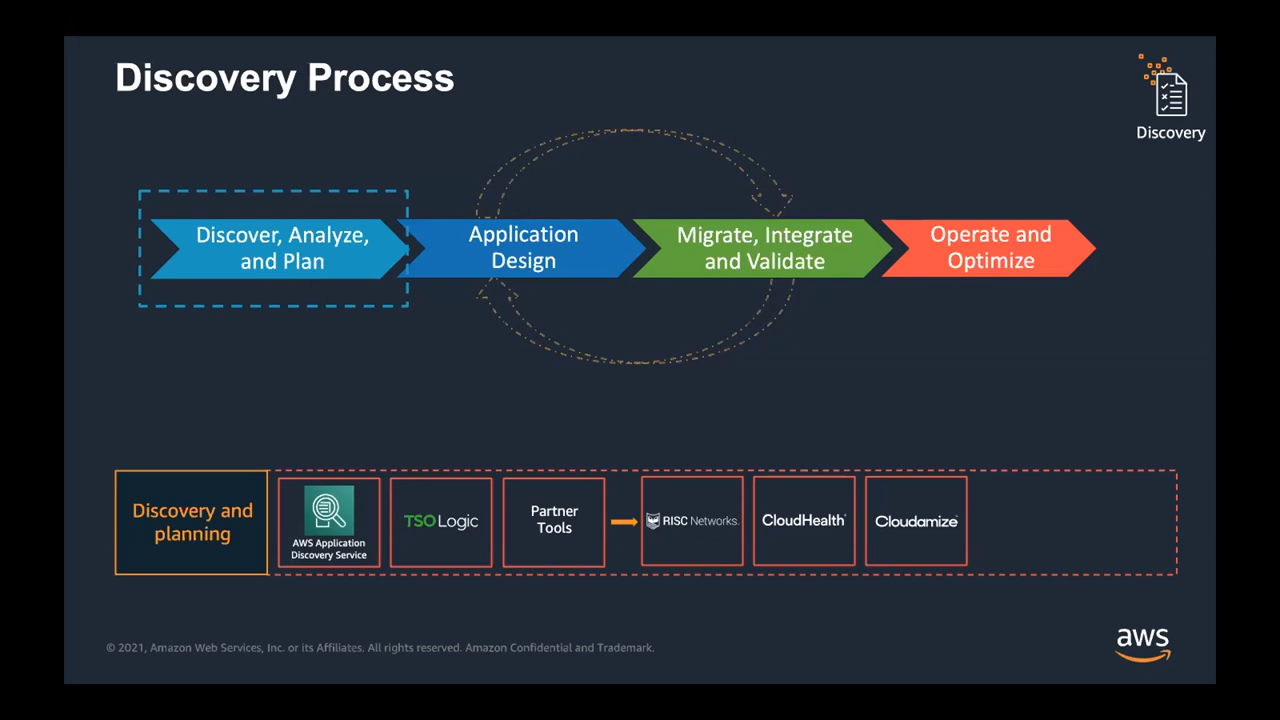 Discovery Process
Discovery
Discover, Analyze,
and Plan
Application
Design
Migrate, Integrate
and Validate
Operate and
Optimize
Discovery and
planning
AWS Application
Discovery Service
TSO Logic
Partner
Tools
RISC NETWORKS.
CloudHealth
Cloudamize
© 2021, Amazon Web Services, Inc. or its Affiliates. All rights reserved. Amazon Confidential and Trademark.
aws